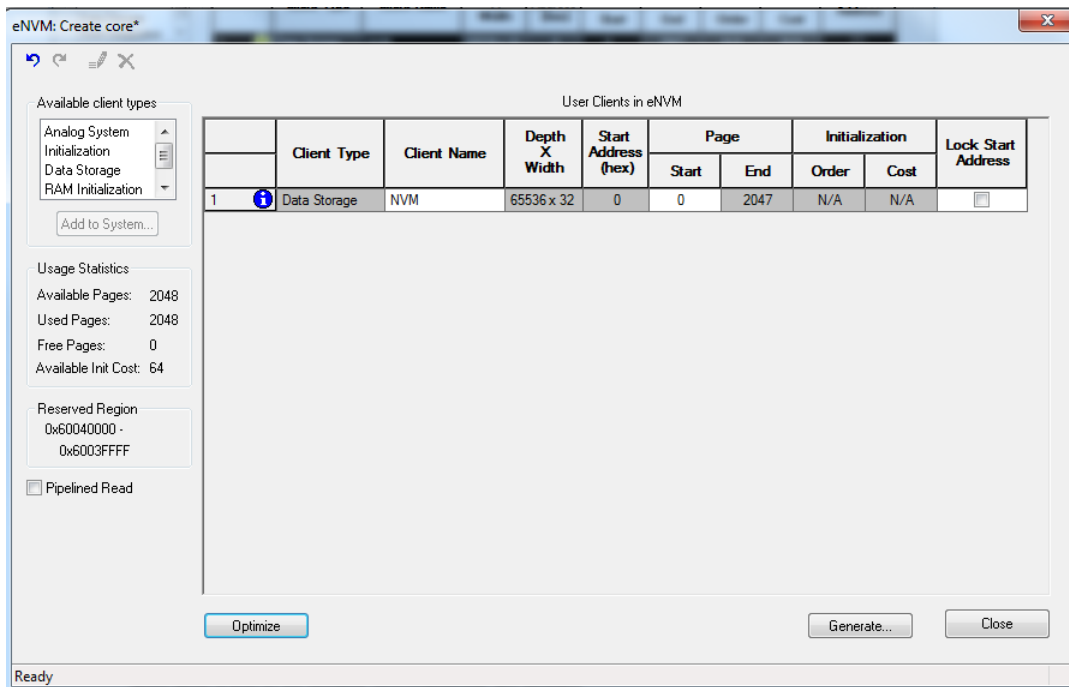 eNVM: Create core*
Available client types
Analog System
Initialization
Data Storage
RAM Initialization
Add to System...
Usage Statistics
Available Pages: 2048
Used Pages: 2048
Free Pages: 0
Available Init Cost: 64
Reserved Region
0x60040000 -
0x6003FFFF
Pipelined Read
User Clients in eNVM
Client Type Client Name Depth X Width Start Address (hex) Page Initialization Lock Start Address
Start End Order Cost
1 Data Storage NVM 65536 x 32 0 0 2047 N/A N/A
Optimize Generate... Close
Ready